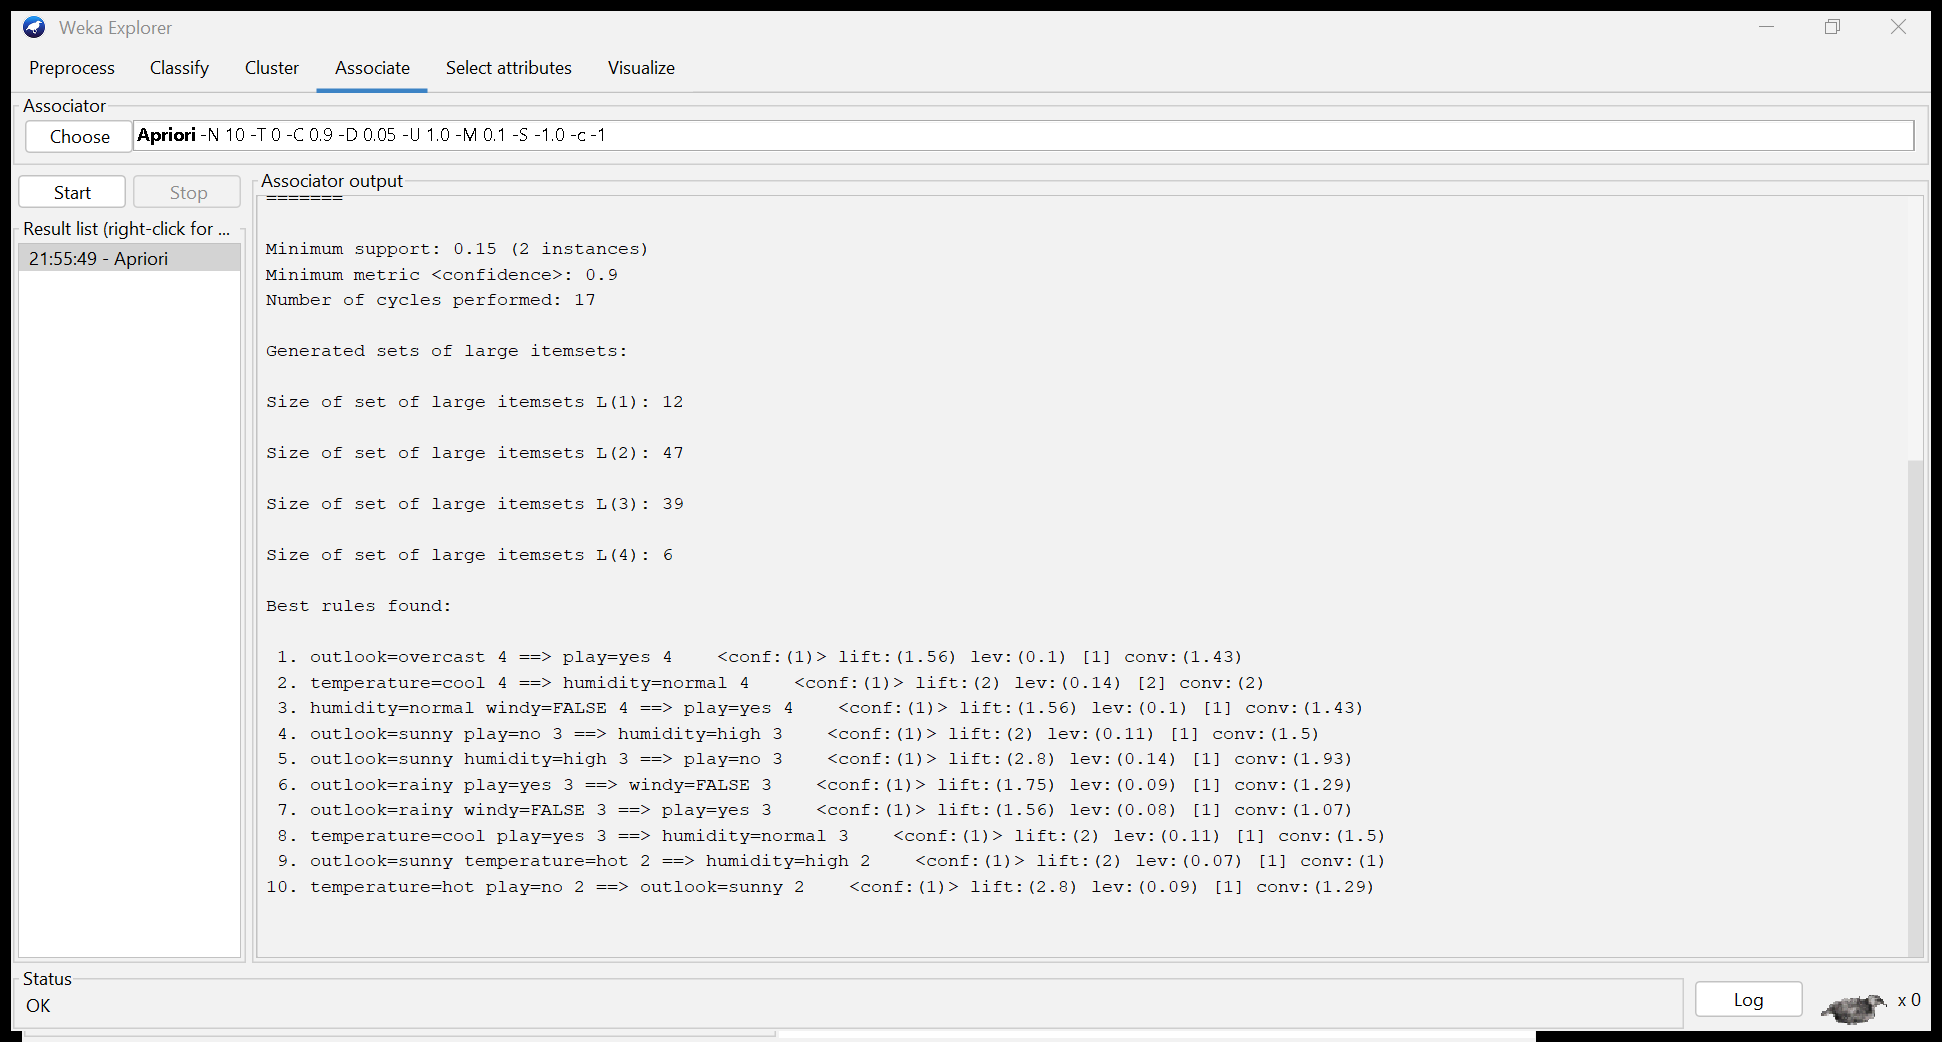 Weka Explorer
Preprocess Classify Cluster Associate Select attributes Visualize
Associator
Choose Apriori -N 10 -T 0 -C 0.9 -D 0.05 -U 1.0 -M 0.1 -S -1.0 -c -1
Start Stop
Result list (right-click for ...
21:55:49 - Apriori
Associator output
=======
Minimum support: 0.15 (2 instances)
Minimum metric <confidence>: 0.9
Number of cycles performed: 17
Generated sets of large itemsets:
Size of set of large itemsets L(1): 12
Size of set of large itemsets L(2): 47
Size of set of large itemsets L(3): 39
Size of set of large itemsets L(4): 6
Best rules found:
1. outlook=overcast 4 ==> play=yes 4    <conf:(1)> lift:(1.56) lev:(0.1) [1] conv:(1.43)
2. temperature=cool 4 ==> humidity=normal 4    <conf:(1)> lift:(2) lev:(0.14) [2] conv:(2)
3. humidity=normal windy=FALSE 4 ==> play=yes 4    <conf:(1)> lift:(1.56) lev:(0.1) [1] conv:(1.43)
4. outlook=sunny play=no 3 ==> humidity=high 3    <conf:(1)> lift:(2) lev:(0.11) [1] conv:(1.5)
5. outlook=sunny humidity=high 3 ==> play=no 3    <conf:(1)> lift:(2.8) lev:(0.14) [1] conv:(1.93)
6. outlook=rainy play=yes 3 ==> windy=FALSE 3    <conf:(1)> lift:(1.75) lev:(0.09) [1] conv:(1.29)
7. outlook=rainy windy=FALSE 3 ==> play=yes 3    <conf:(1)> lift:(1.56) lev:(0.08) [1] conv:(1.07)
8. temperature=cool play=yes 3 ==> humidity=normal 3    <conf:(1)> lift:(2) lev:(0.11) [1] conv:(1.5)
9. outlook=sunny temperature=hot 2 ==> humidity=high 2    <conf:(1)> lift:(2) lev:(0.07) [1] conv:(1)
10. temperature=hot play=no 2 ==> outlook=sunny 2    <conf:(1)> lift:(2.8) lev:(0.09) [1] conv:(1.29)
Status
OK
Log
x 0